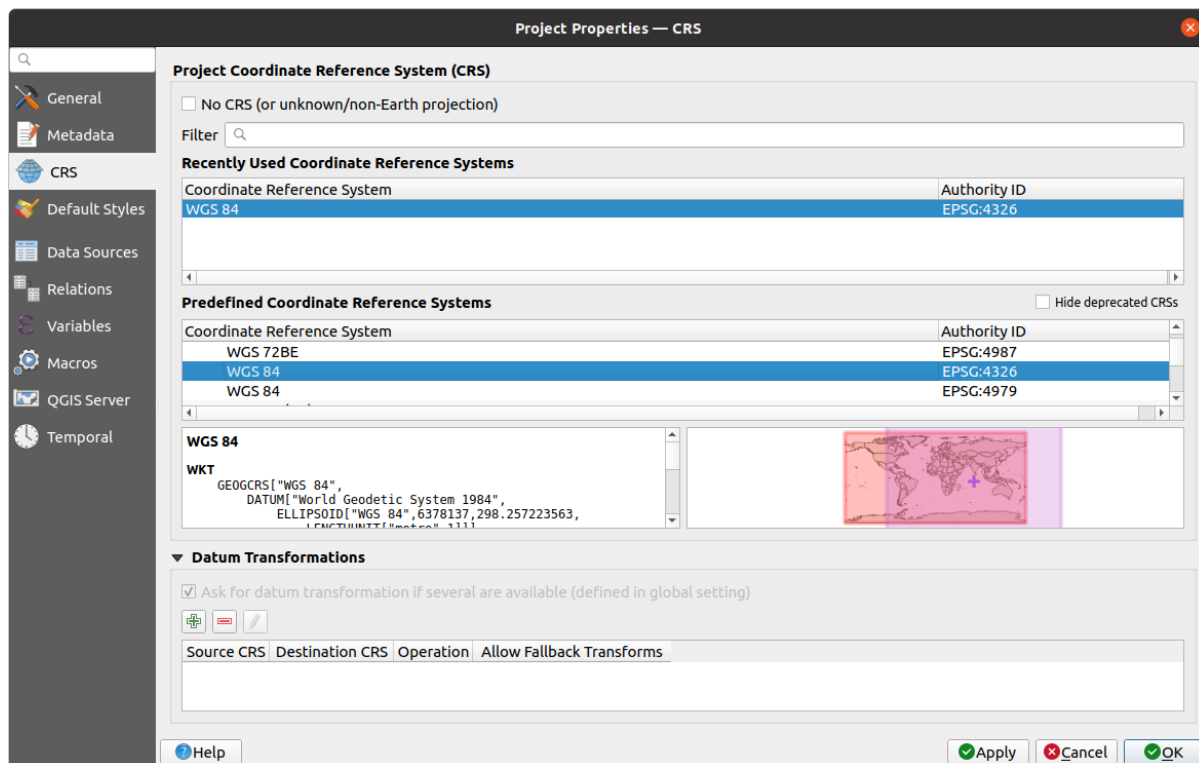 Project Properties — CRS
General
Metadata
CRS
Default Styles
Data Sources
Relations
Variables
Macros
QGIS Server
Temporal
Project Coordinate Reference System (CRS)
No CRS (or unknown/non-Earth projection)
Filter
Recently Used Coordinate Reference Systems
Coordinate Reference System Authority ID
WGS 84 EPSG:4326
Predefined Coordinate Reference Systems Hide deprecated CRSs
Coordinate Reference System Authority ID
WGS 72BE EPSG:4987
WGS 84 EPSG:4326
WGS 84 EPSG:4979
WGS 84
WKT
GEOGCRS["WGS 84",
DATUM["World Geodetic System 1984",
ELLIPSOID["WGS 84",6378137,298.257223563,
LENGTHUNIT["metre",1]]]
Datum Transformations
Ask for datum transformation if several are available (defined in global setting)
Source CRS Destination CRS Operation Allow Fallback Transforms
Help Apply Cancel OK